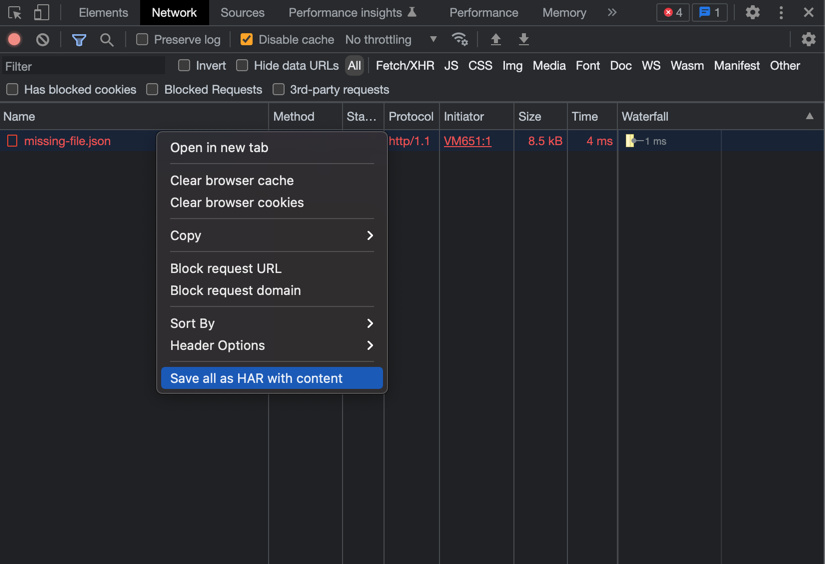 Elements Network Sources Performance insights Performance Memory » 4 1
Preserve log Disable cache No throttling
Filter Invert Hide data URLs All Fetch/XHR JS CSS Img Media Font Doc WS Wasm Manifest Other
Has blocked cookies Blocked Requests 3rd-party requests
Name Method Sta... Protocol Initiator Size Time Waterfall
missing-file.json http/1.1 VM651:1 8.5 kB 4 ms 1 ms
Open in new tab
Clear browser cache
Clear browser cookies
Copy
Block request URL
Block request domain
Sort By
Header Options
Save all as HAR with content